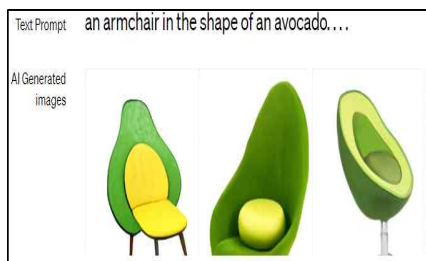 Text Prompt an armchair in the shape of an avocado....
AI Generated
images